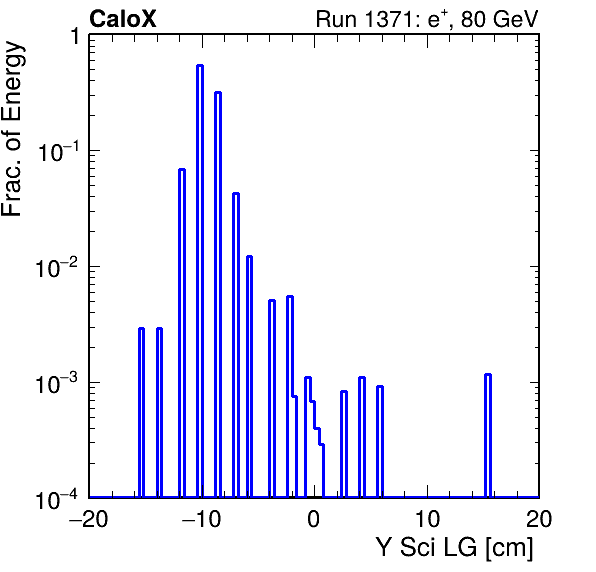 CaloX Run 1371: e⁺, 80 GeV
Frac. of Energy
1
10⁻¹
10⁻²
10⁻³
10⁻⁴
−20 −10 0 10 20
Y Sci LG [cm]